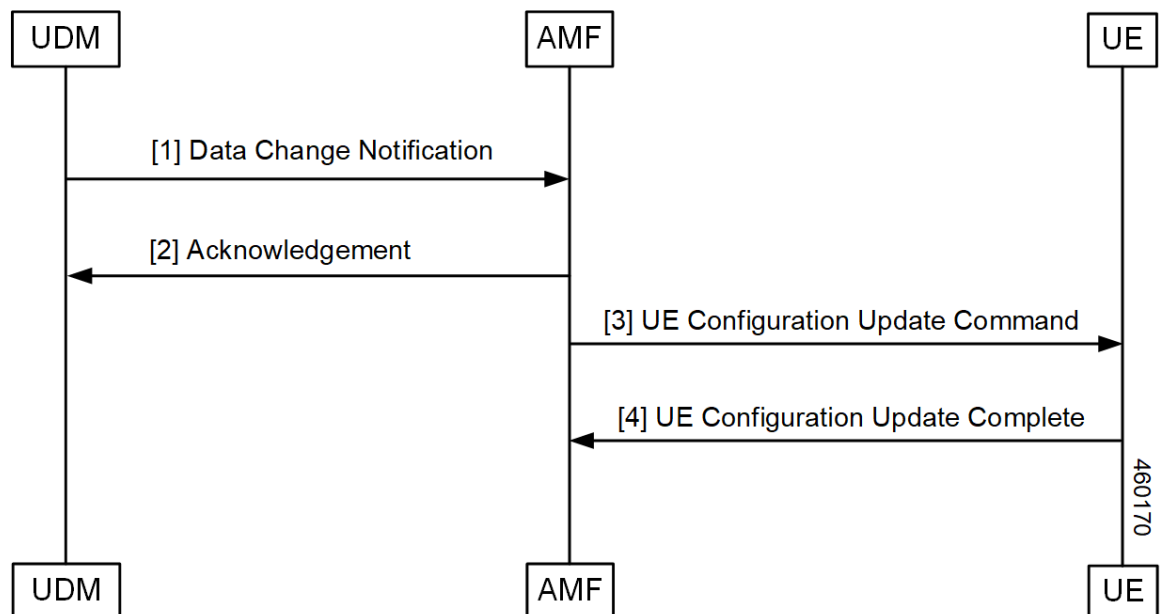 UDM
AMF
UE
[1] Data Change Notification
[2] Acknowledgement
[3] UE Configuration Update Command
[4] UE Configuration Update Complete
460170
UDM
AMF
UE